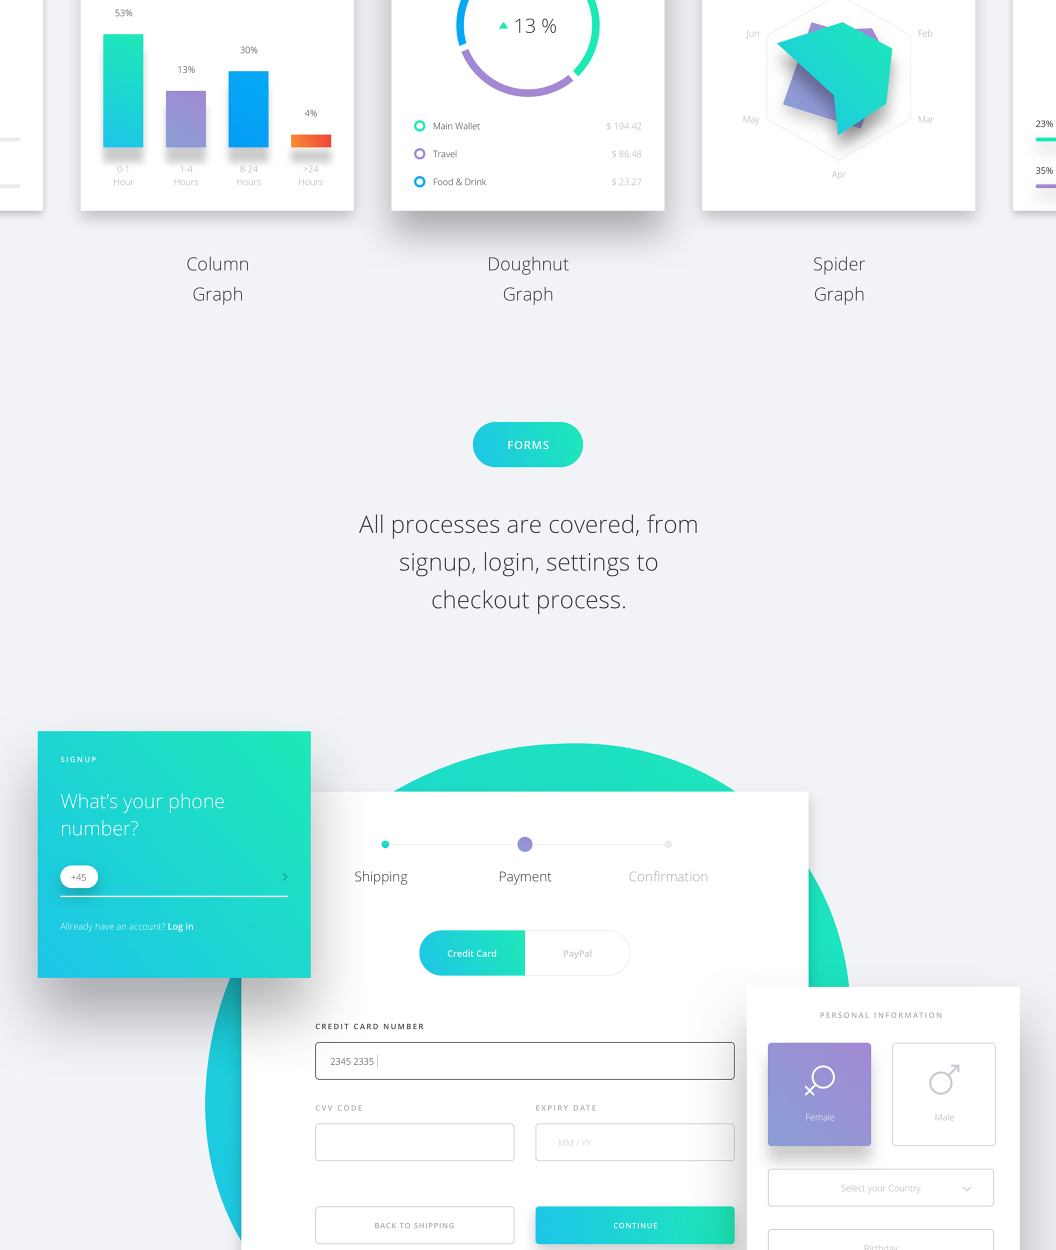 53%
13%
30%
4%
0-1
Hour
1-4
Hours
8-24
Hours
>24
Hours
13 %
Main Wallet $ 194.42
Travel $ 86.48
Food & Drink $ 23.27
Jun
Feb
May
Mar
Apr
23%
35%
Column
Graph
Doughnut
Graph
Spider
Graph
FORMS
All processes are covered, from
signup, login, settings to
checkout process.
SIGNUP
What's your phone
number?
+45
Allready have an account? Log in
Shipping
Payment
Confirmation
Credit Card
PayPal
CREDIT CARD NUMBER
2345 2335
CVV CODE
EXPIRY DATE
MM / YY
BACK TO SHIPPING
CONTINUE
PERSONAL INFORMATION
Female
Male
Select your Country
Birthday